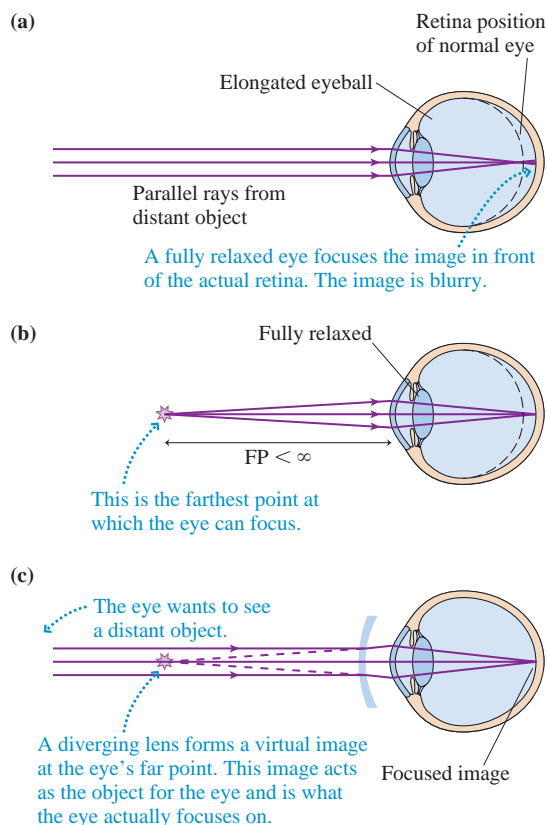 (a)
Retina position
of normal eye
Elongated eyeball
Parallel rays from
distant object
A fully relaxed eye focuses the image in front
of the actual retina. The image is blurry.
(b)
Fully relaxed
FP < ∞
This is the farthest point at
which the eye can focus.
(c)
The eye wants to see
a distant object.
A diverging lens forms a virtual image
at the eye’s far point. This image acts
as the object for the eye and is what
the eye actually focuses on.
Focused image